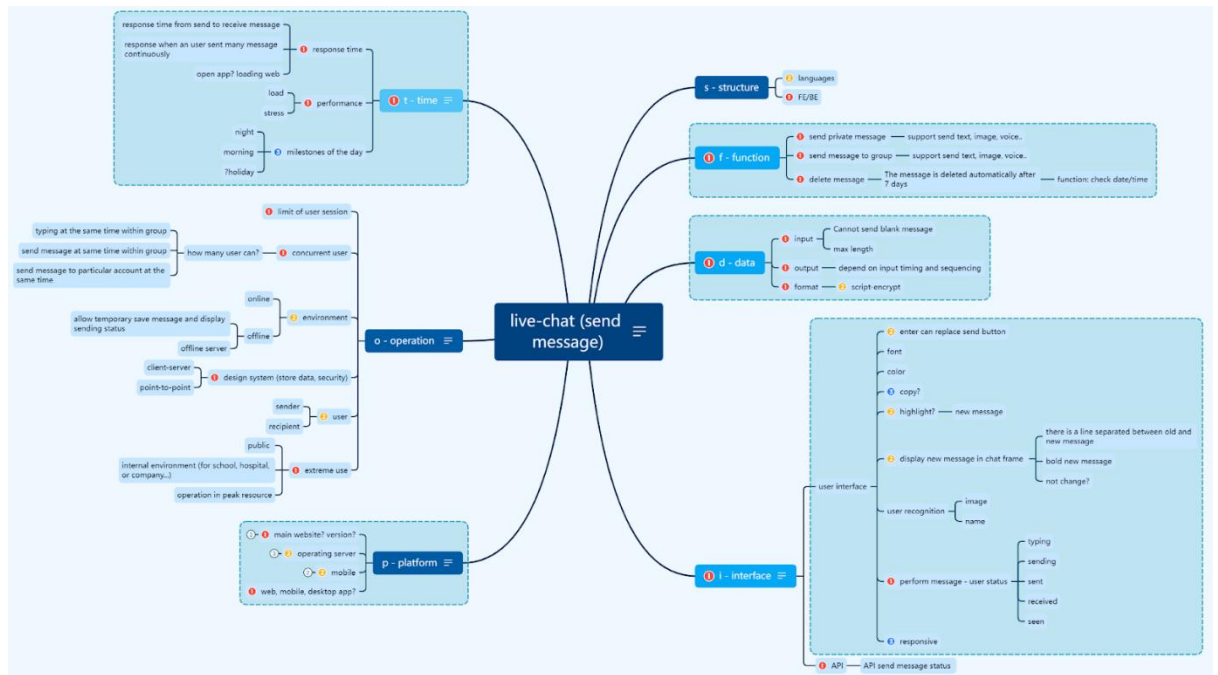 live-chat (send
message)
t - time
response time
response time from send to receive message
response when an user sent many message
continuously
open app? loading web
performance
load
stress
milestones of the day
night
morning
?holiday
o - operation
limit of user session
concurrent user
how many user can?
typing at the same time within group
send message at same time within group
send message to particular account at the
same time
environment
online
offline
allow temporary save message and display
sending status
offline server
design system (store data, security)
client-server
point-to-point
user
sender
recipient
extreme use
public
internal environment (for school, hospital,
or company...)
operation in peak resource
p - platform
main website? version?
operating server
mobile
web, mobile, desktop app?
s - structure
languages
FE/BE
f - function
send private message
support send text, image, voice..
send message to group
support send text, image, voice..
delete message
The message is deleted automatically after
7 days
function: check date/time
d - data
input
Cannot send blank message
max length
output
depend on input timing and sequencing
format
script-encrypt
i - interface
user interface
enter can replace send button
font
color
copy?
highlight?
new message
display new message in chat frame
there is a line separated between old and
new message
bold new message
not change?
user recognition
image
name
perform message - user status
typing
sending
sent
received
seen
responsive
API
API send message status